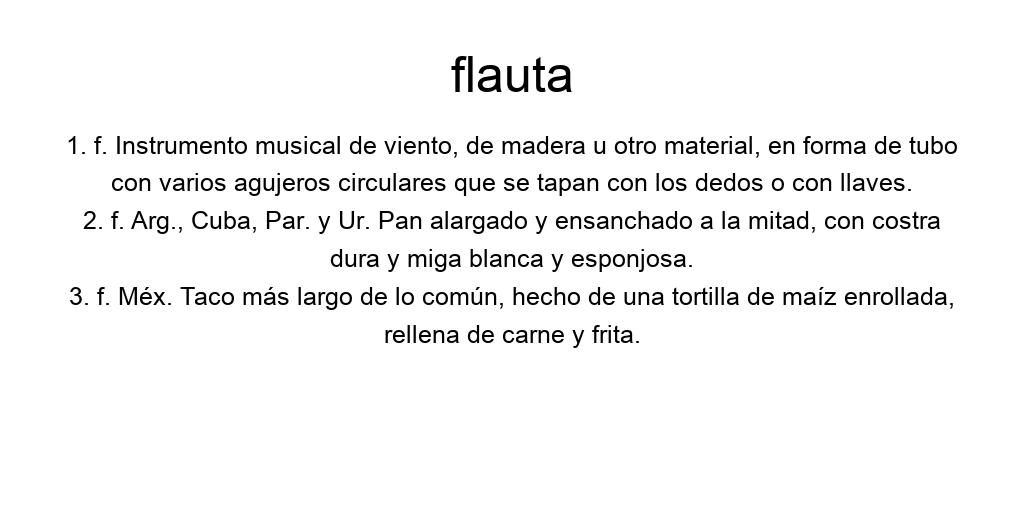 flauta
1. f. Instrumento musical de viento, de madera u otro material, en forma de tubo
con varios agujeros circulares que se tapan con los dedos o con llaves.
2. f. Arg., Cuba, Par. y Ur. Pan alargado y ensanchado a la mitad, con costra
dura y miga blanca y esponjosa.
3. f. Méx. Taco más largo de lo común, hecho de una tortilla de maíz enrollada,
rellena de carne y frita.